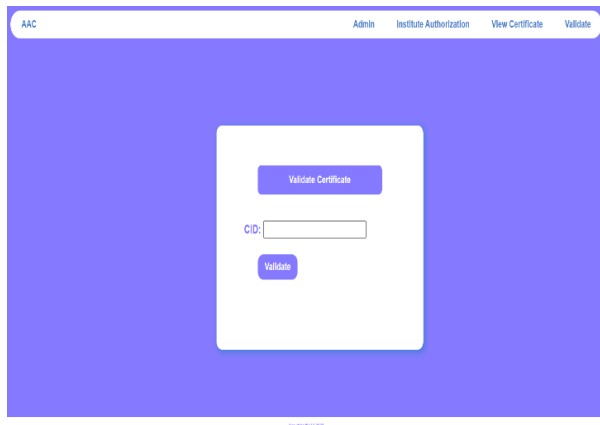 AAC Admin Institute Authorization View Certificate Validate
Validate Certificate
CID:
Validate